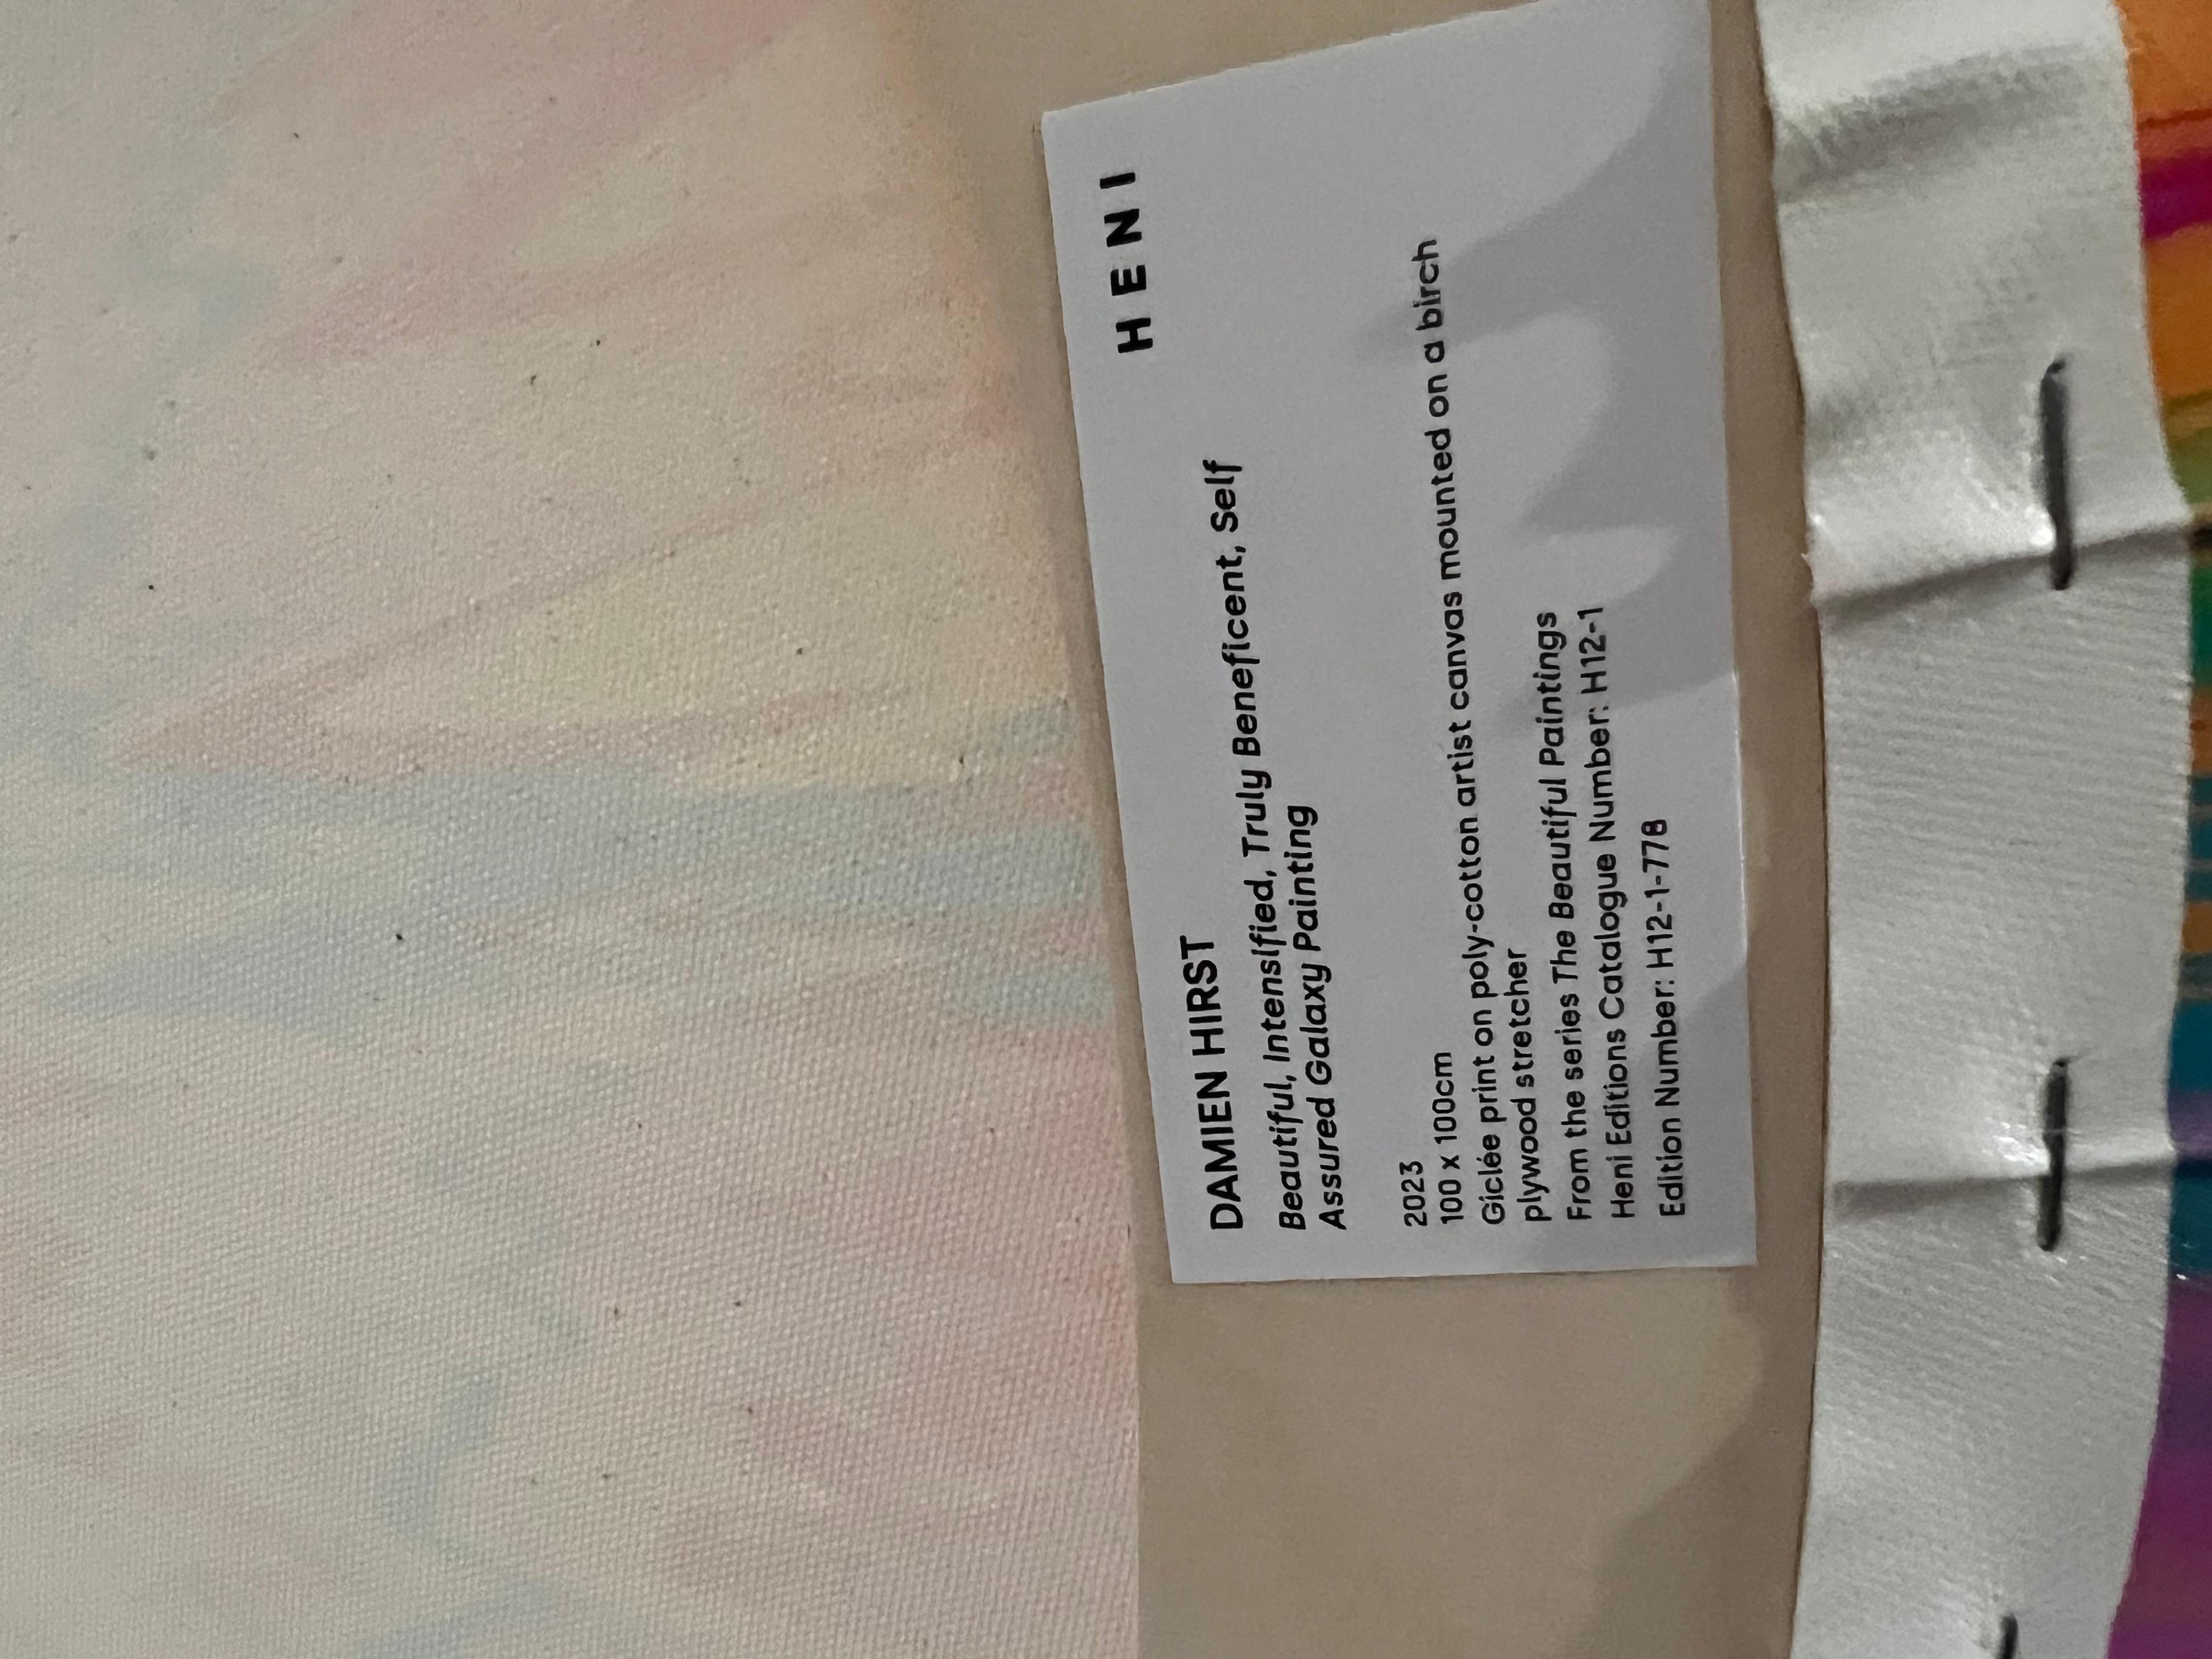 HENI
DAMIEN HIRST
Beautiful, Intensified, Truly Beneficent, Self
Assured Galaxy Painting
2023
100 x 100cm
Giclée print on poly-cotton artist canvas mounted on a birch
plywood stretcher
From the series The Beautiful Paintings
Heni Editions Catalogue Number: H12-1
Edition Number: H12-1-778